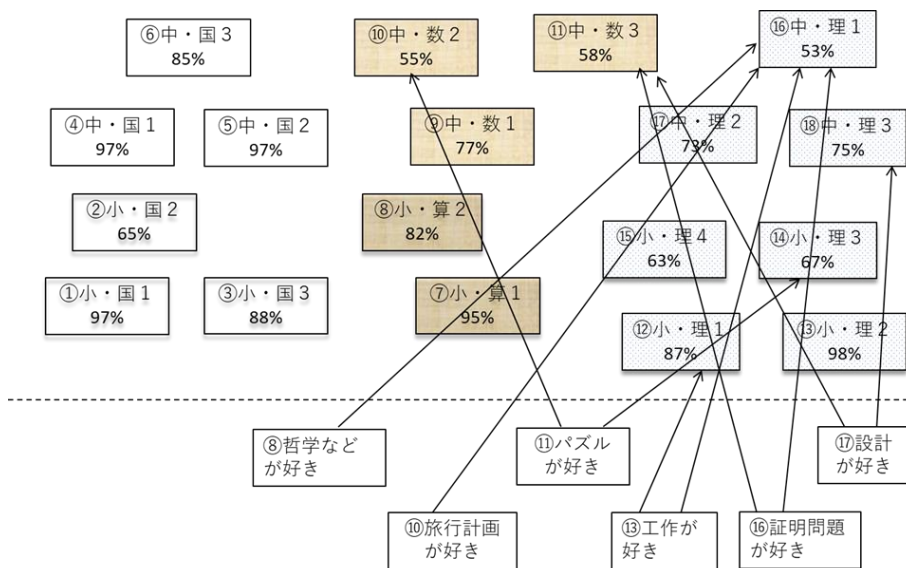 ⑥中・国３
85%
⑩中・数２
55%
⑪中・数３
58%
⑯中・理１
53%
④中・国１
97%
⑤中・国２
97%
⑨中・数１
77%
⑰中・理２
73%
⑱中・理３
75%
②小・国２
65%
⑧小・算２
82%
⑮小・理４
63%
⑭小・理３
67%
①小・国１
97%
③小・国３
88%
⑦小・算１
95%
⑫小・理１
87%
⑬小・理２
98%
⑧哲学など
が好き
⑪パズル
が好き
⑰設計
が好き
⑩旅行計画
が好き
⑬工作が
好き
⑯証明問題
が好き